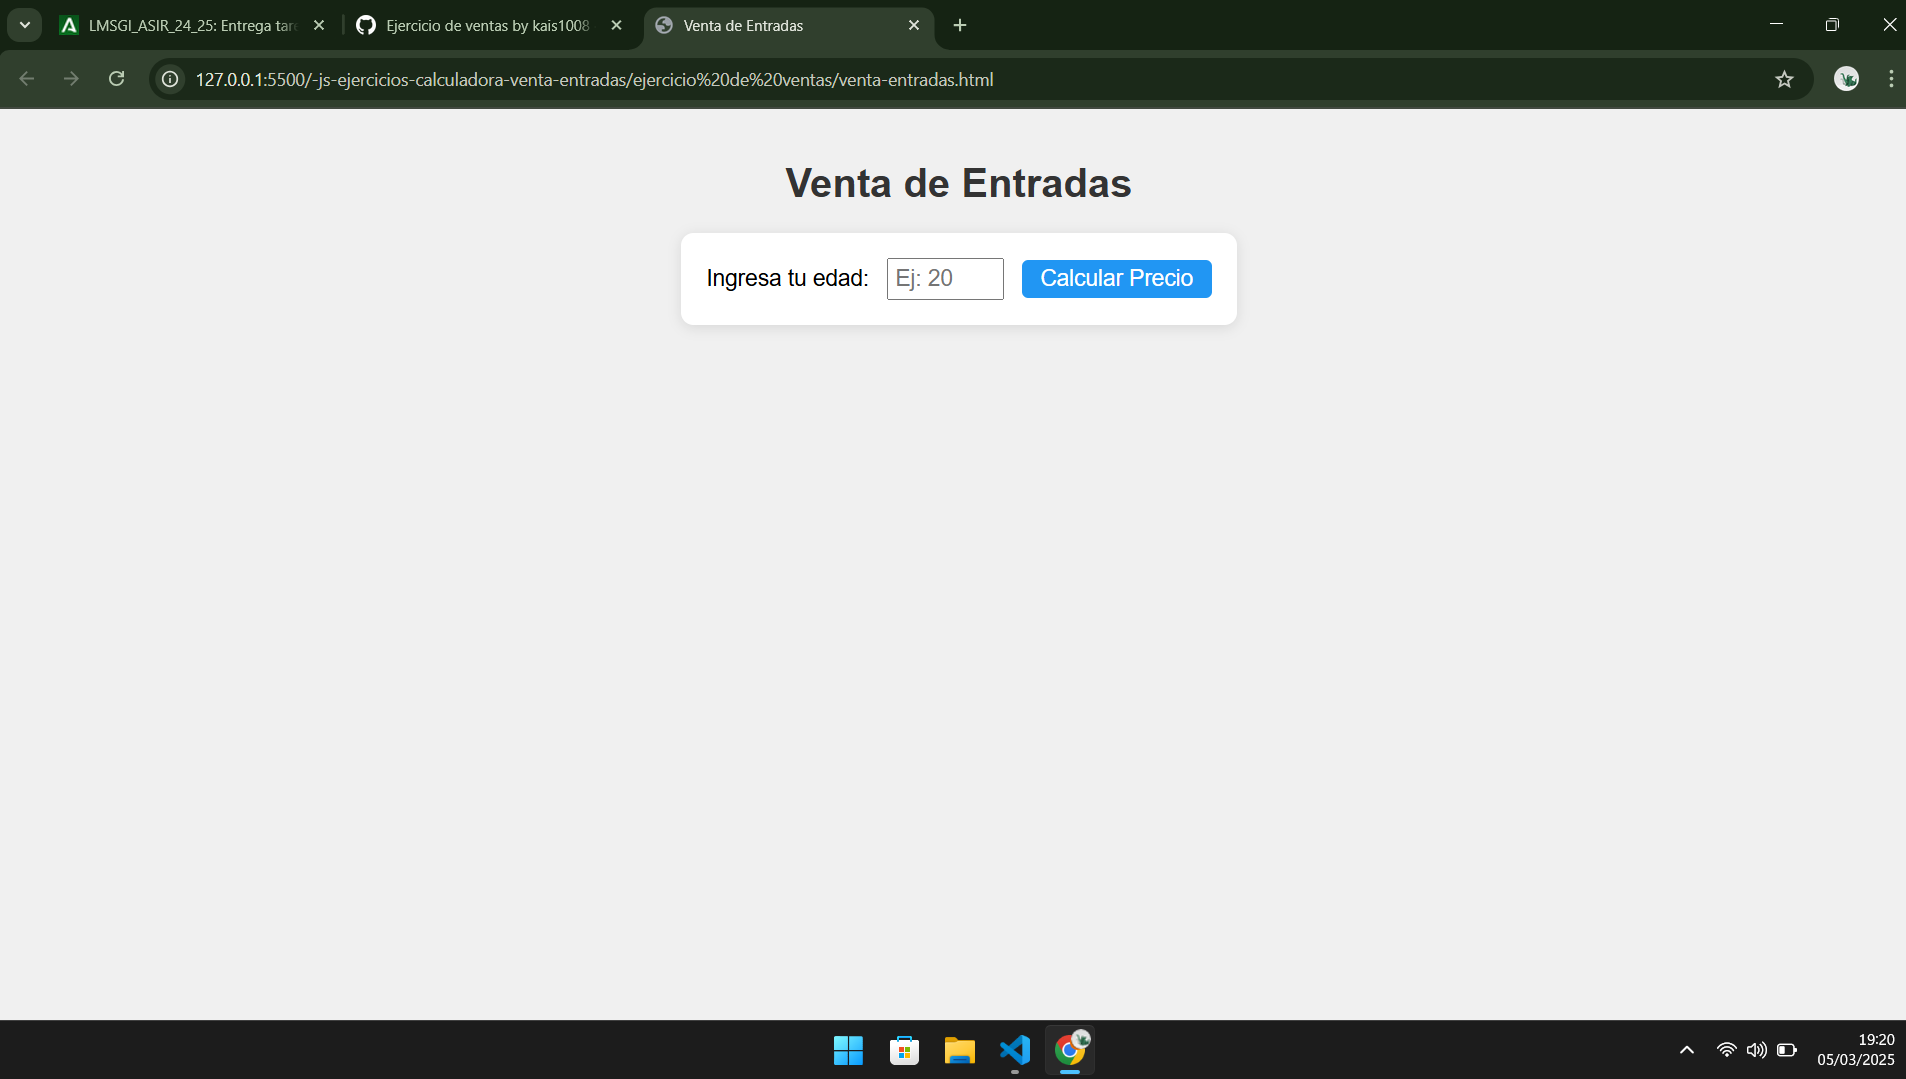 LMSGI_ASIR_24_25: Entrega tar
Ejercicio de ventas by kais1008
Venta de Entradas
127.0.0.1:5500/-js-ejercicios-calculadora-venta-entradas/ejercicio%20de%20ventas/venta-entradas.html
Venta de Entradas
Ingresa tu edad:
Ej: 20
Calcular Precio
19:20
05/03/2025